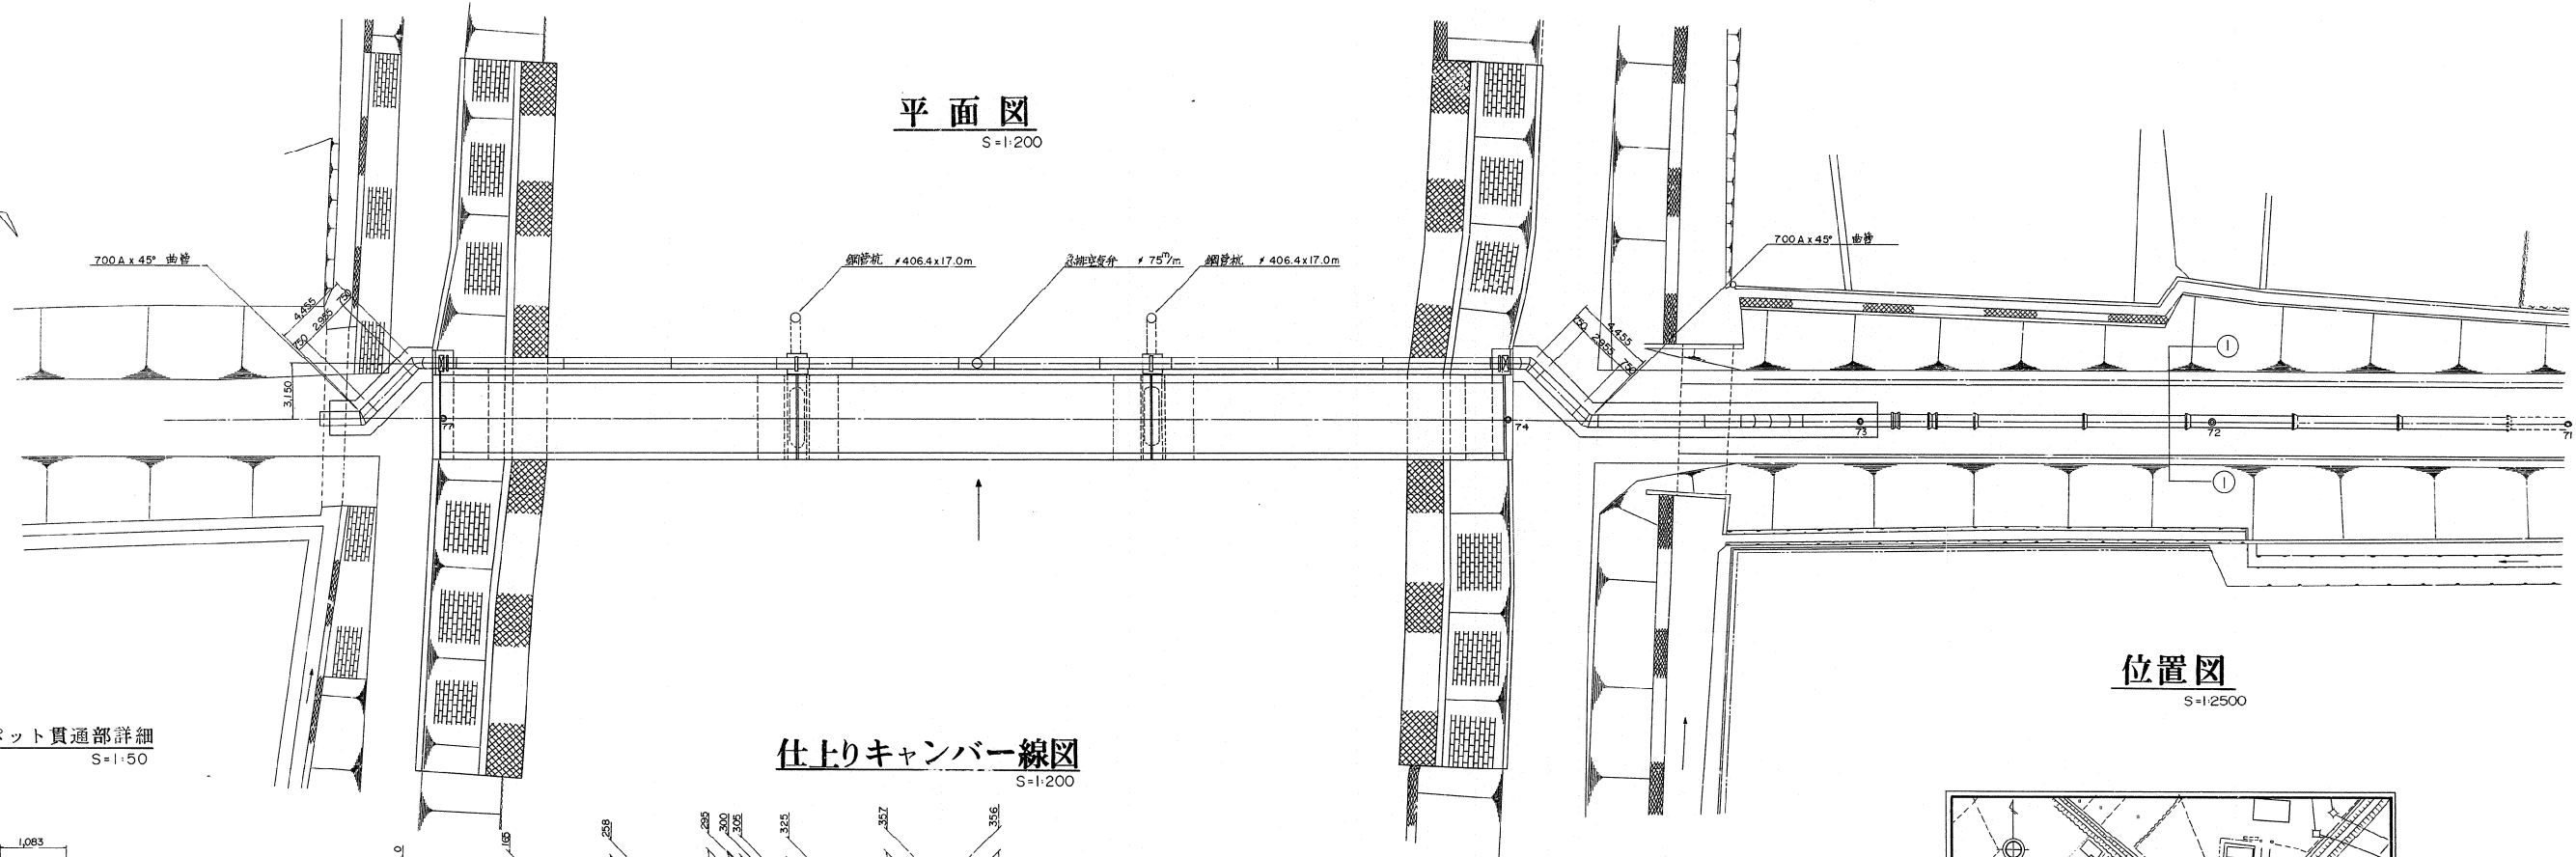 平面図
S=1:200
700A x 45° 曲管
鋼管杭 φ406.4x17.0m
急排空気弁 φ75m/m
鋼管杭 φ406.4x17.0m
700A x 45° 曲管
4,455
750
2,955
750
3,150
750
4,455
2,955
750
77
74
73
72
71
1
1
位置図
S=1:2500
ペット貫通部詳細
S=1:50
仕上りキャンバー線図
S=1:200
1,083
0
165
258
295
300
305
325
357
356